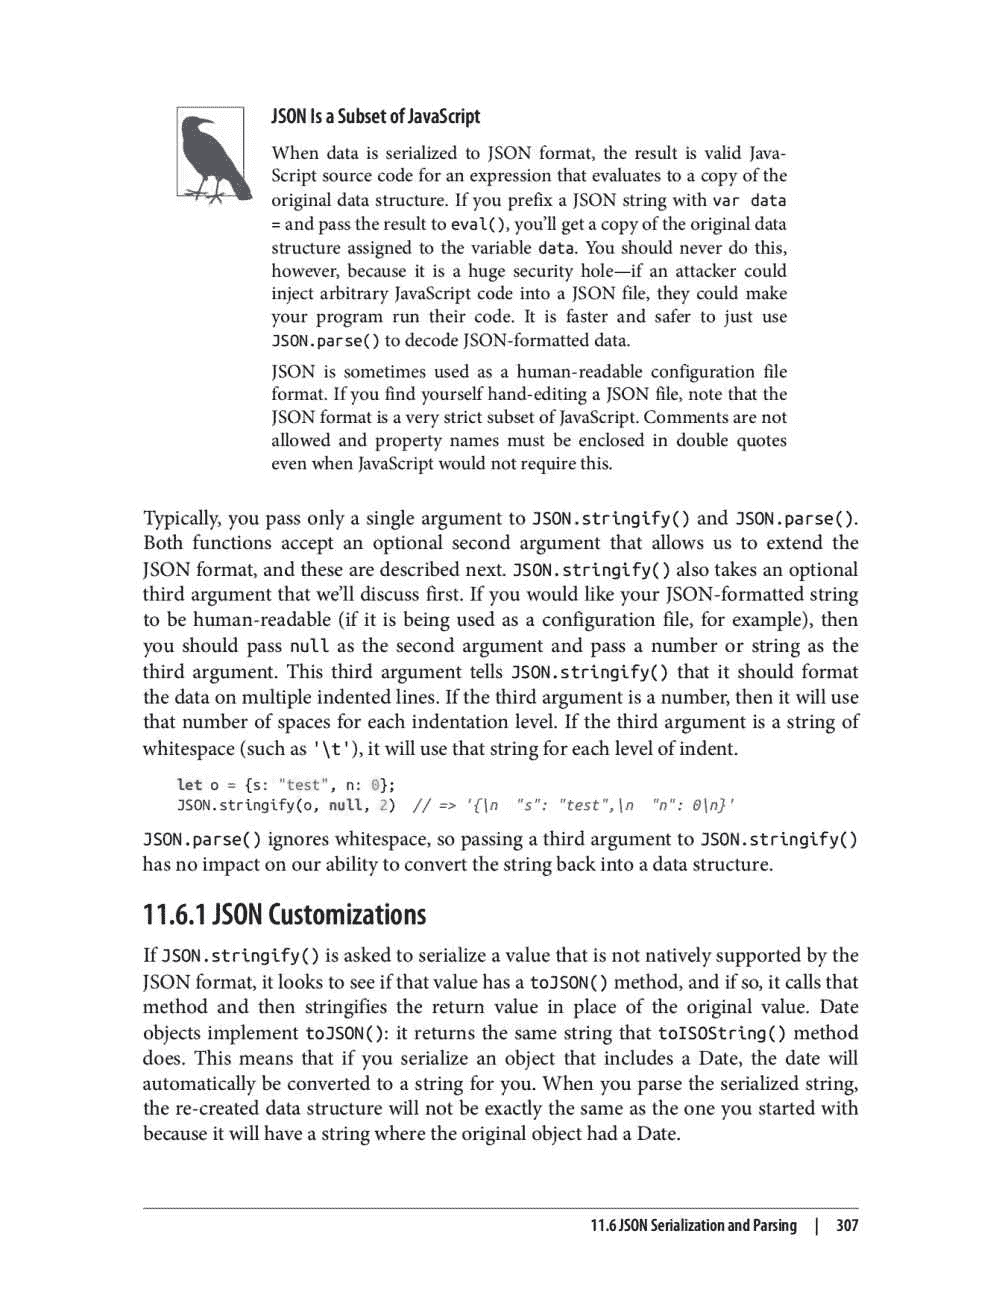 JSON Is a Subset of JavaScript
When data is serialized to JSON format, the result is valid Java-
Script source code for an expression that evaluates to a copy of the
original data structure. If you prefix a JSON string with var data
= and pass the result to eval(), you’ll get a copy of the original data
structure assigned to the variable data. You should never do this,
however, because it is a huge security hole—if an attacker could
inject arbitrary JavaScript code into a JSON file, they could make
your program run their code. It is faster and safer to just use
JSON.parse() to decode JSON-formatted data.
JSON is sometimes used as a human-readable configuration file
format. If you find yourself hand-editing a JSON file, note that the
JSON format is a very strict subset of JavaScript. Comments are not
allowed and property names must be enclosed in double quotes
even when JavaScript would not require this.
Typically, you pass only a single argument to JSON.stringify() and JSON.parse().
Both functions accept an optional second argument that allows us to extend the
JSON format, and these are described next. JSON.stringify() also takes an optional
third argument that we’ll discuss first. If you would like your JSON-formatted string
to be human-readable (if it is being used as a configuration file, for example), then
you should pass null as the second argument and pass a number or string as the
third argument. This third argument tells JSON.stringify() that it should format
the data on multiple indented lines. If the third argument is a number, then it will use
that number of spaces for each indentation level. If the third argument is a string of
whitespace (such as '\t'), it will use that string for each level of indent.
let o = {s: "test", n: 0};
JSON.stringify(o, null, 2)  // => '{\n  "s": "test",\n  "n": 0\n}'
JSON.parse() ignores whitespace, so passing a third argument to JSON.stringify()
has no impact on our ability to convert the string back into a data structure.
11.6.1 JSON Customizations
If JSON.stringify() is asked to serialize a value that is not natively supported by the
JSON format, it looks to see if that value has a toJSON() method, and if so, it calls that
method and then stringifies the return value in place of the original value. Date
objects implement toJSON(): it returns the same string that toISOString() method
does. This means that if you serialize an object that includes a Date, the date will
automatically be converted to a string for you. When you parse the serialized string,
the re-created data structure will not be exactly the same as the one you started with
because it will have a string where the original object had a Date.
11.6 JSON Serialization and Parsing | 307